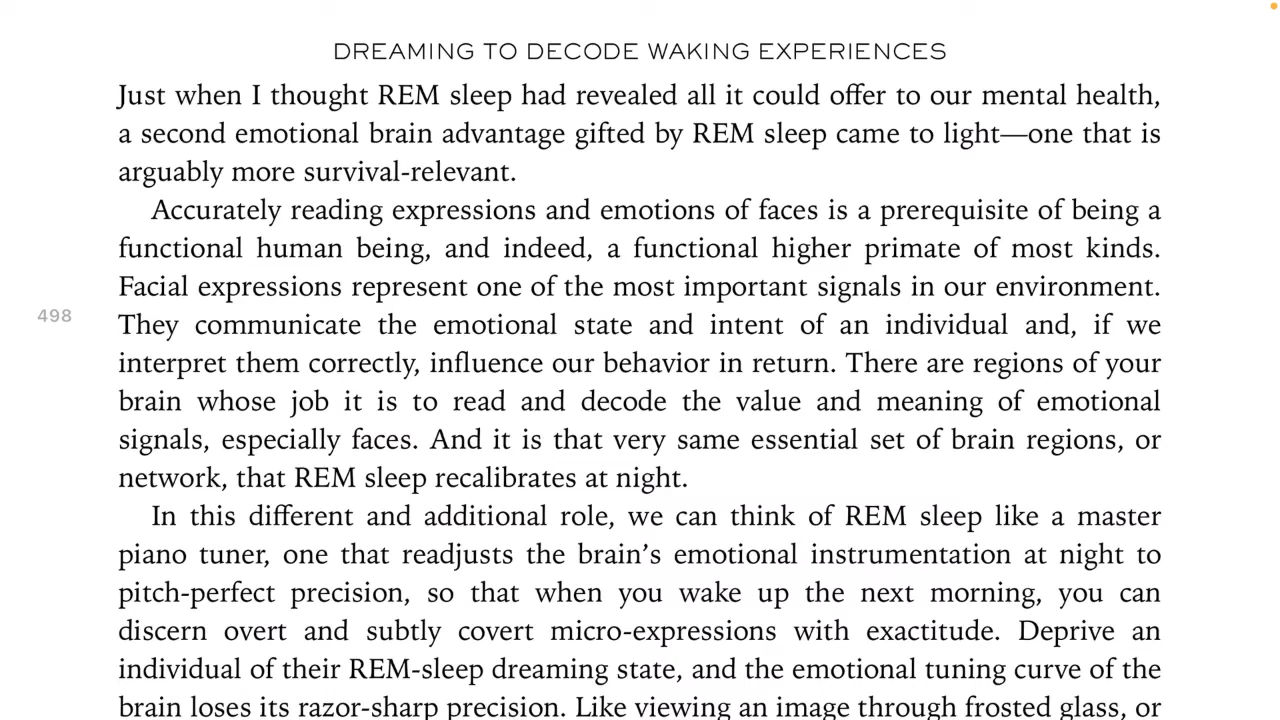 DREAMING TO DECODE WAKING EXPERIENCES
Just when I thought REM sleep had revealed all it could offer to our mental health,
a second emotional brain advantage gifted by REM sleep came to light—one that is
arguably more survival-relevant.
Accurately reading expressions and emotions of faces is a prerequisite of being a
functional human being, and indeed, a functional higher primate of most kinds.
Facial expressions represent one of the most important signals in our environment.
498
They communicate the emotional state and intent of an individual and, if we
interpret them correctly, influence our behavior in return. There are regions of your
brain whose job it is to read and decode the value and meaning of emotional
signals, especially faces. And it is that very same essential set of brain regions, or
network, that REM sleep recalibrates at night.
In this different and additional role, we can think of REM sleep like a master
piano tuner, one that readjusts the brain’s emotional instrumentation at night to
pitch-perfect precision, so that when you wake up the next morning, you can
discern overt and subtly covert micro-expressions with exactitude. Deprive an
individual of their REM-sleep dreaming state, and the emotional tuning curve of the
brain loses its razor-sharp precision. Like viewing an image through frosted glass, or